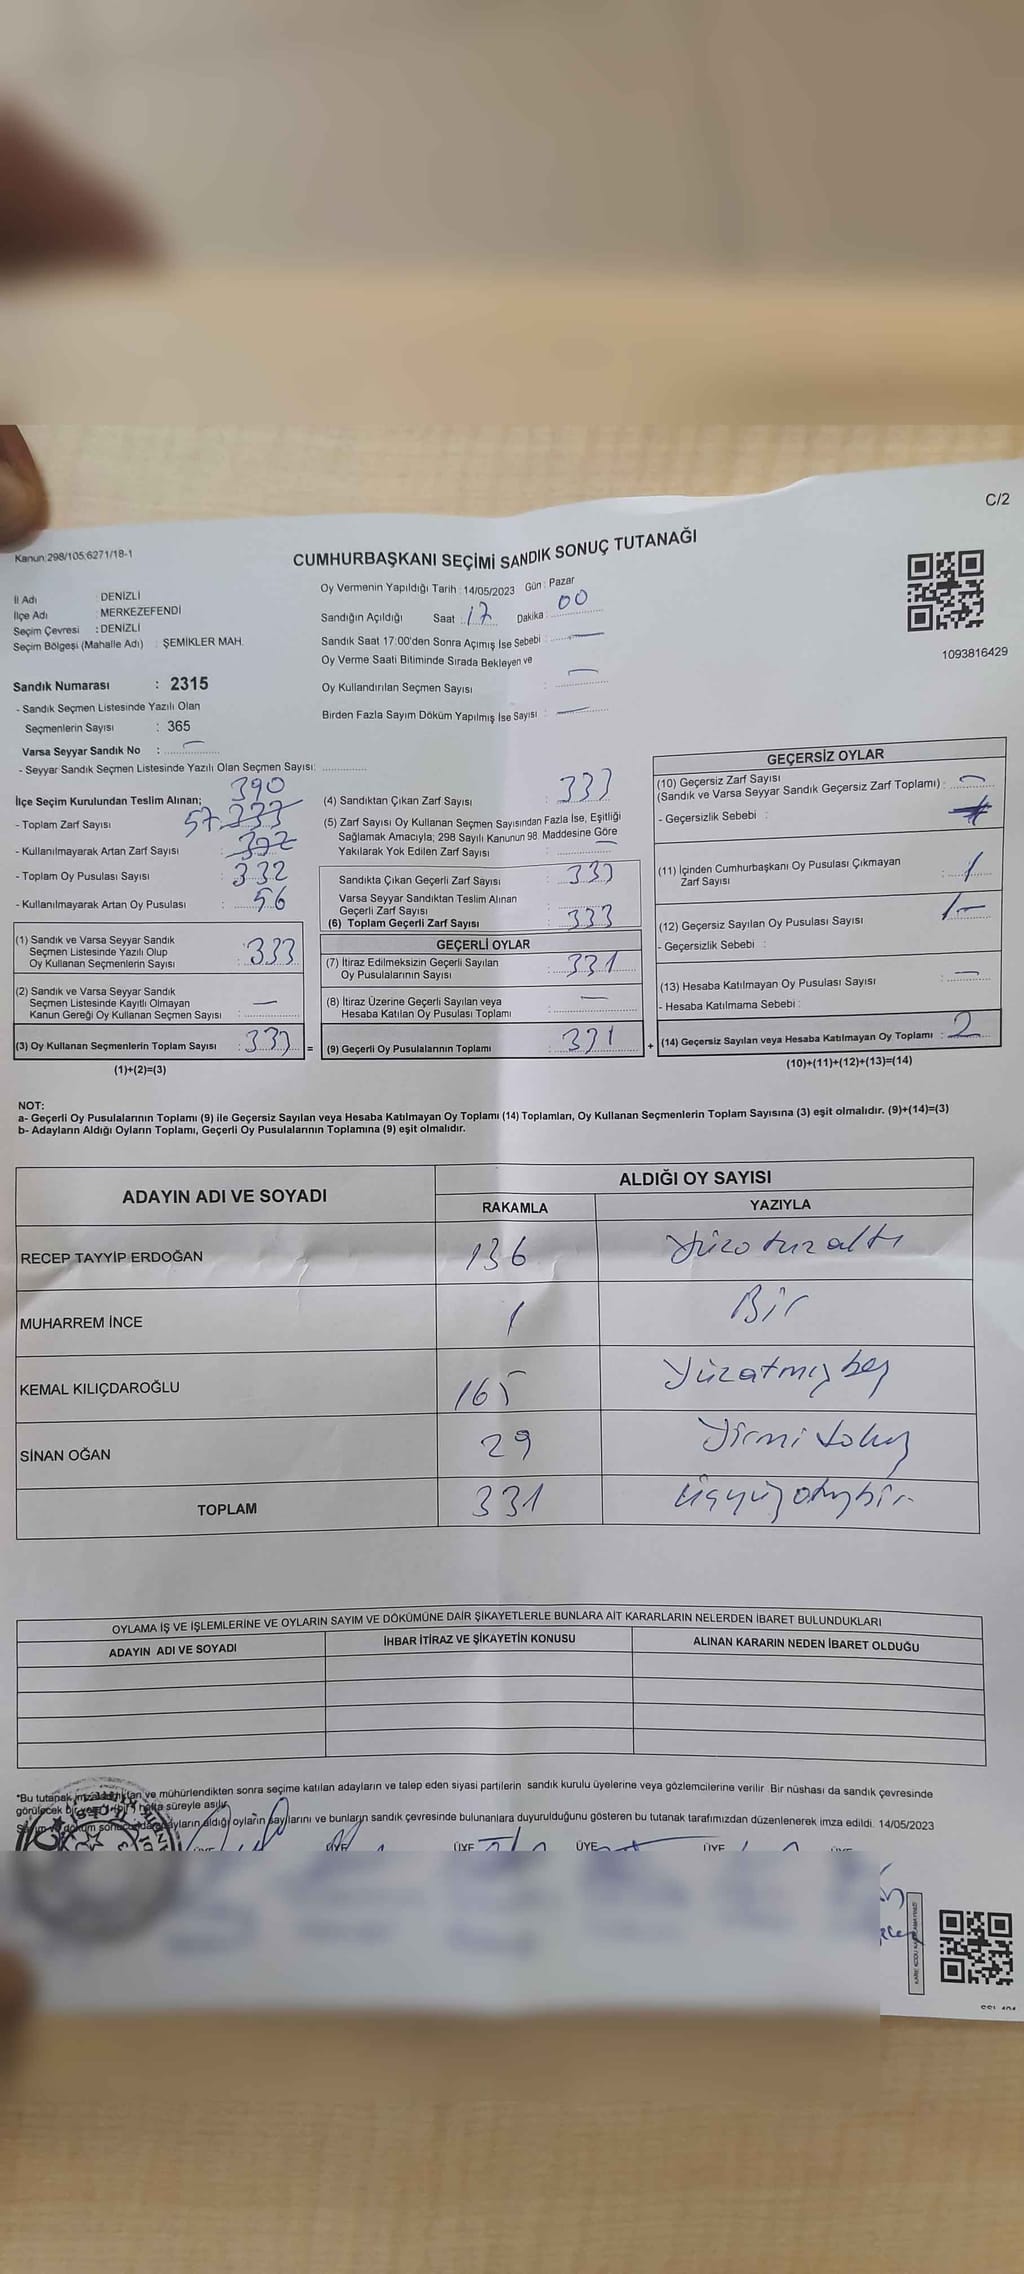 C/2
Kanun:298/105,6271/18-1
CUMHURBAŞKANI SEÇİMİ SANDIK SONUÇ TUTANAĞI
İl Adı : DENİZLİ
İlçe Adı : MERKEZEFENDİ
Seçim Çevresi : DENİZLİ
Seçim Bölgesi (Mahalle Adı) : ŞEMİKLER MAH.
Oy Vermenin Yapıldığı Tarih : 14/05/2023 Gün : Pazar
Sandığın Açıldığı Saat 17 Dakika : 00
Sandık Saat 17:00'den Sonra Açımış İse Sebebi : —
Oy Verme Saati Bitiminde Sırada Bekleyen ve
Oy Kullandırılan Seçmen Sayısı : —
Birden Fazla Sayım Döküm Yapılmış İse Sayısı : —
1093816429
Sandık Numarası : 2315
- Sandık Seçmen Listesinde Yazılı Olan
Seçmenlerin Sayısı : 365
Varsa Seyyar Sandık No : —
- Seyyar Sandık Seçmen Listesinde Yazılı Olan Seçmen Sayısı:
İlçe Seçim Kurulundan Teslim Alınan; 390
- Toplam Zarf Sayısı 57 333
- Kullanılmayarak Artan Zarf Sayısı :
- Toplam Oy Pusulası Sayısı : 332
- Kullanılmayarak Artan Oy Pusulası : 56
(1) Sandık ve Varsa Seyyar Sandık
Seçmen Listesinde Yazılı Olup
Oy Kullanan Seçmenlerin Sayısı : 333
(2) Sandık ve Varsa Seyyar Sandık
Seçmen Listesinde Kayıtlı Olmayan
Kanun Gereği Oy Kullanan Seçmen Sayısı : —
(3) Oy Kullanan Seçmenlerin Toplam Sayısı : 333 =
(1)+(2)=(3)
(4) Sandıktan Çıkan Zarf Sayısı : 333
(5) Zarf Sayısı Oy Kullanan Seçmen Sayısından Fazla İse, Eşitliği
Sağlamak Amacıyla; 298 Sayılı Kanunun 98. Maddesine Göre
Yakılarak Yok Edilen Zarf Sayısı : —
Sandıkta Çıkan Geçerli Zarf Sayısı : 333
Varsa Seyyar Sandıktan Teslim Alınan
Geçerli Zarf Sayısı :
(6) Toplam Geçerli Zarf Sayısı : 333
GEÇERLİ OYLAR
(7) İtiraz Edilmeksizin Geçerli Sayılan
Oy Pusulalarının Sayısı : 331
(8) İtiraz Üzerine Geçerli Sayılan veya
Hesaba Katılan Oy Pusulası Toplamı : —
(9) Geçerli Oy Pusulalarının Toplamı : 331 +
GEÇERSİZ OYLAR
(10) Geçersiz Zarf Sayısı
(Sandık ve Varsa Seyyar Sandık Geçersiz Zarf Toplamı) : —
- Geçersizlik Sebebi :
(11) İçinden Cumhurbaşkanı Oy Pusulası Çıkmayan
Zarf Sayısı : 1
(12) Geçersiz Sayılan Oy Pusulası Sayısı : 1 —
- Geçersizlik Sebebi :
(13) Hesaba Katılmayan Oy Pusulası Sayısı : —
- Hesaba Katılmama Sebebi :
(14) Geçersiz Sayılan veya Hesaba Katılmayan Oy Toplamı : 2
(10)+(11)+(12)+(13)=(14)
NOT:
a- Geçerli Oy Pusulalarının Toplamı (9) ile Geçersiz Sayılan veya Hesaba Katılmayan Oy Toplamı (14) Toplamları, Oy Kullanan Seçmenlerin Toplam Sayısına (3) eşit olmalıdır. (9)+(14)=(3)
b- Adayların Aldığı Oyların Toplamı, Geçerli Oy Pusulalarının Toplamına (9) eşit olmalıdır.
ADAYIN ADI VE SOYADI
ALDIĞI OY SAYISI
RAKAMLA YAZIYLA
RECEP TAYYİP ERDOĞAN 136 Yüzotuzaltı
MUHARREM İNCE 1 Bir
KEMAL KILIÇDAROĞLU 165 Yüzatmışbeş
SİNAN OĞAN 29 Yirmidokuz
TOPLAM 331 Üçyüzotuzbir
OYLAMA İŞ VE İŞLEMLERİNE VE OYLARIN SAYIM VE DÖKÜMÜNE DAİR ŞİKAYETLERLE BUNLARA AİT KARARLARIN NELERDEN İBARET BULUNDUKLARI
ADAYIN ADI VE SOYADI İHBAR İTİRAZ VE ŞİKAYETİN KONUSU ALINAN KARARIN NEDEN İBARET OLDUĞU
*Bu tutanak imzalandıktan ve mühürlendikten sonra seçime katılan adayların ve talep eden siyasi partilerin sandık kurulu üyelerine veya gözlemcilerine verilir. Bir nüshası da sandık çevresinde
görülecek bir yere (bir) hafta süreyle asılır.
Sayım ve döküm sonucunda adayların aldığı oyların sayılarını ve bunların sandık çevresinde bulunanlara duyurulduğunu gösteren bu tutanak tarafımızdan düzenlenerek imza edildi. 14/05/2023
ÜYE ÜYE ÜYE ÜYE